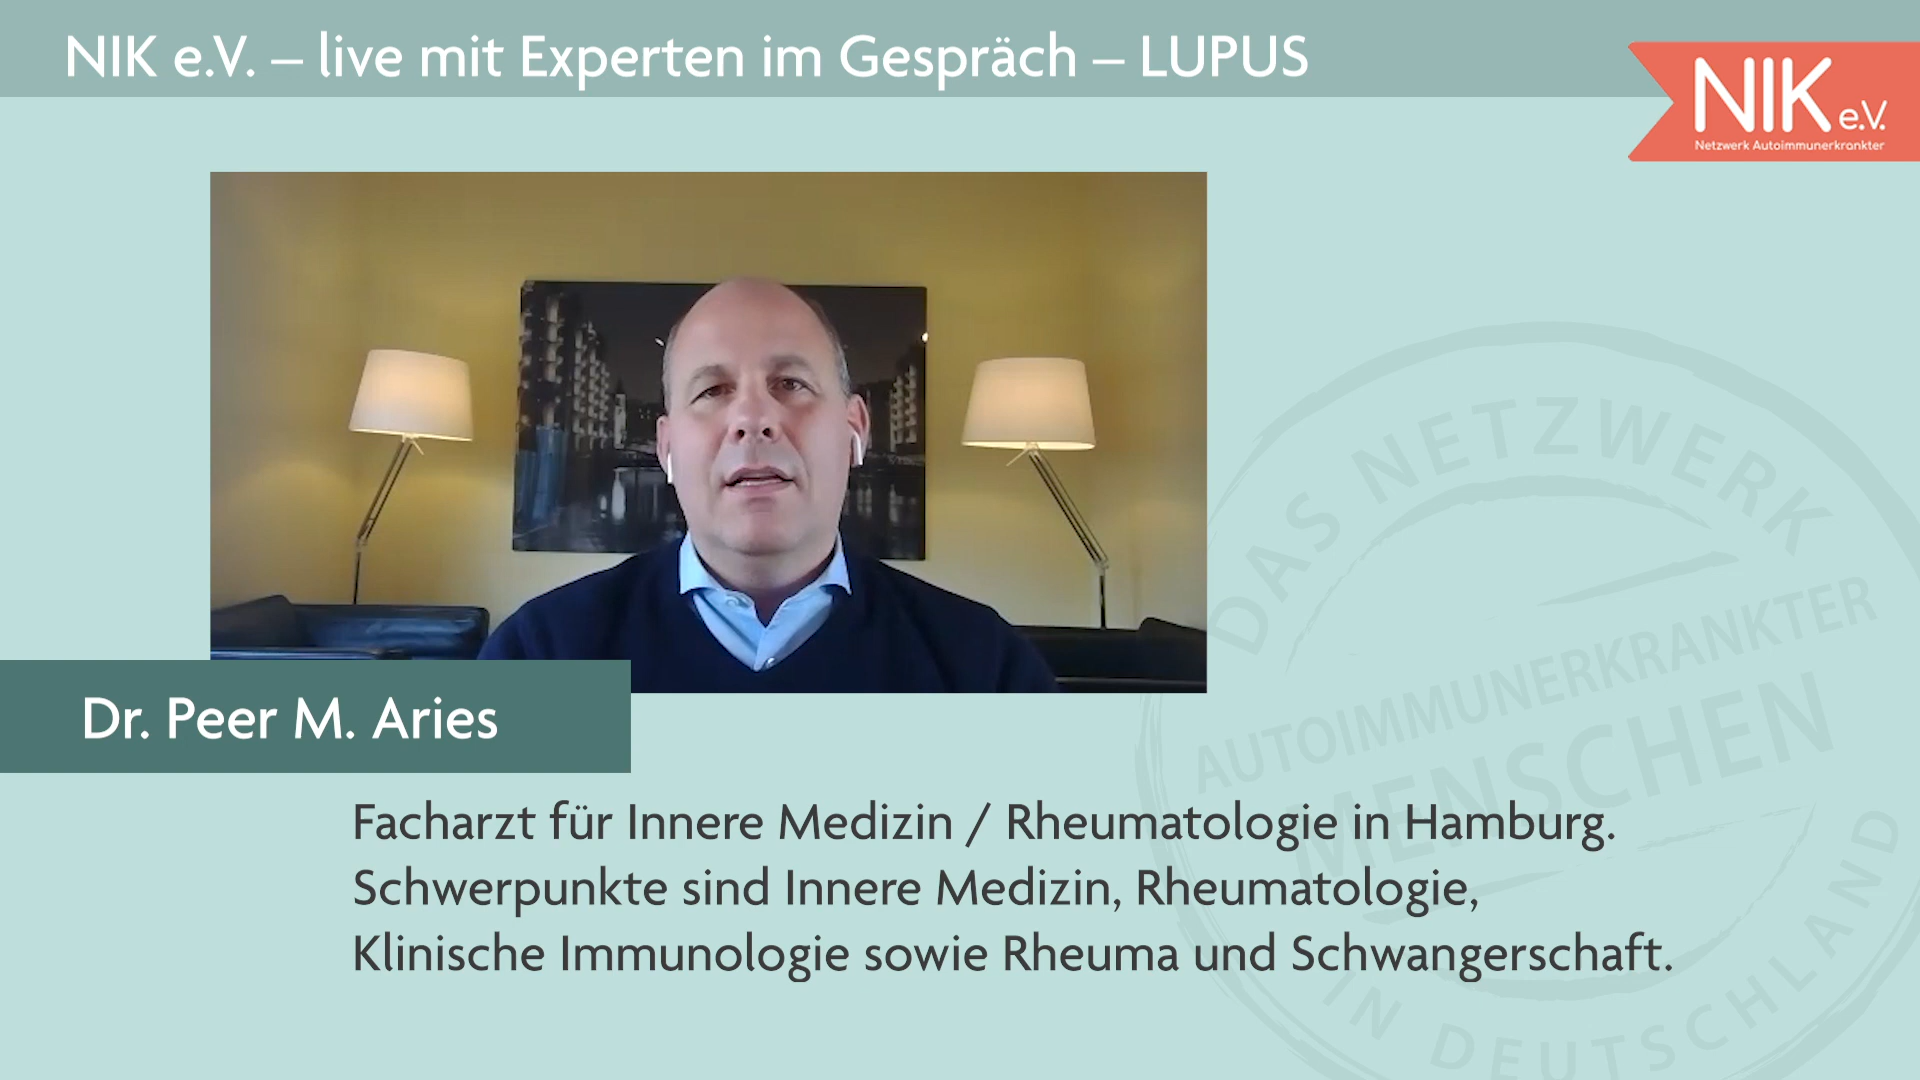 NIK e.V. – live mit Experten im Gespräch – LUPUS
NIK e.V.
Netzwerk Autoimmunerkrankter
Dr. Peer M. Aries
Facharzt für Innere Medizin / Rheumatologie in Hamburg.
Schwerpunkte sind Innere Medizin, Rheumatologie,
Klinische Immunologie sowie Rheuma und Schwangerschaft.
DAS NETZWERK
AUTOIMMUNERKRANKTER
MENSCHEN
IN DEUTSCHLAND